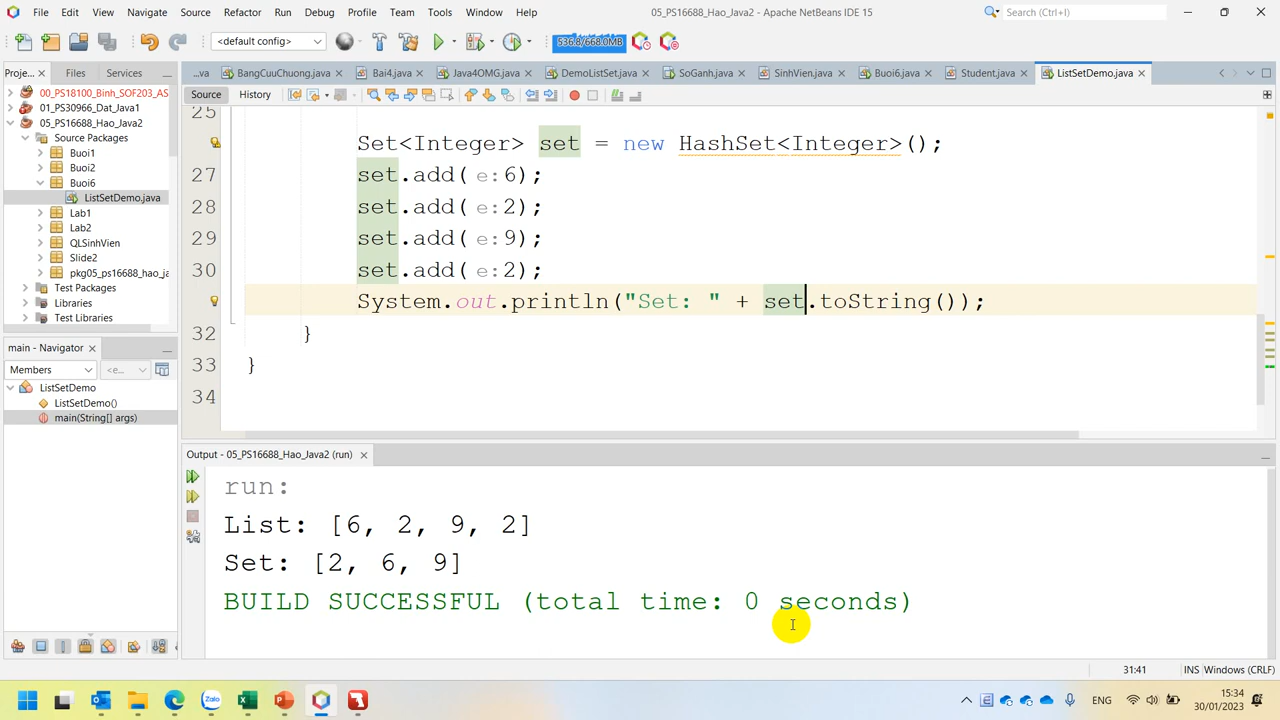 File Edit View Navigate Source Refactor Run Debug Profile Team Tools Window Help
05_PS16688_Hao_Java2 - Apache NetBeans IDE 15
Search (Ctrl+I)
<default config>
536.8/668.0MB
Proje...
Files
Services
...va
BangCuuChuong.java
Bai4.java
Java4OMG.java
DemoListSet.java
SoGanh.java
SinhVien.java
Buoi6.java
Student.java
ListSetDemo.java
00_PS18100_Binh_SOF203_AS
01_PS30966_Dat_Java1
05_PS16688_Hao_Java2
Source Packages
Buoi1
Buoi2
Buoi6
ListSetDemo.java
Lab1
Lab2
QLSinhVien
Slide2
pkg05_ps16688_hao_ja
Test Packages
Libraries
Test Libraries
main - Navigator
Members
<e...
ListSetDemo
ListSetDemo()
main(String[] args)
Source History
25
Set<Integer> set = new HashSet<Integer>();
27 set.add( e: 6);
28 set.add( e: 2);
29 set.add( e: 9);
30 set.add( e: 2);
System.out.println("Set: " + set.toString());
32 }
33 }
34
Output - 05_PS16688_Hao_Java2 (run)
run:
List: [6, 2, 9, 2]
Set: [2, 6, 9]
BUILD SUCCESSFUL (total time: 0 seconds)
31:41 INS Windows (CRLF)
Zalo
ENG
15:34
30/01/2023